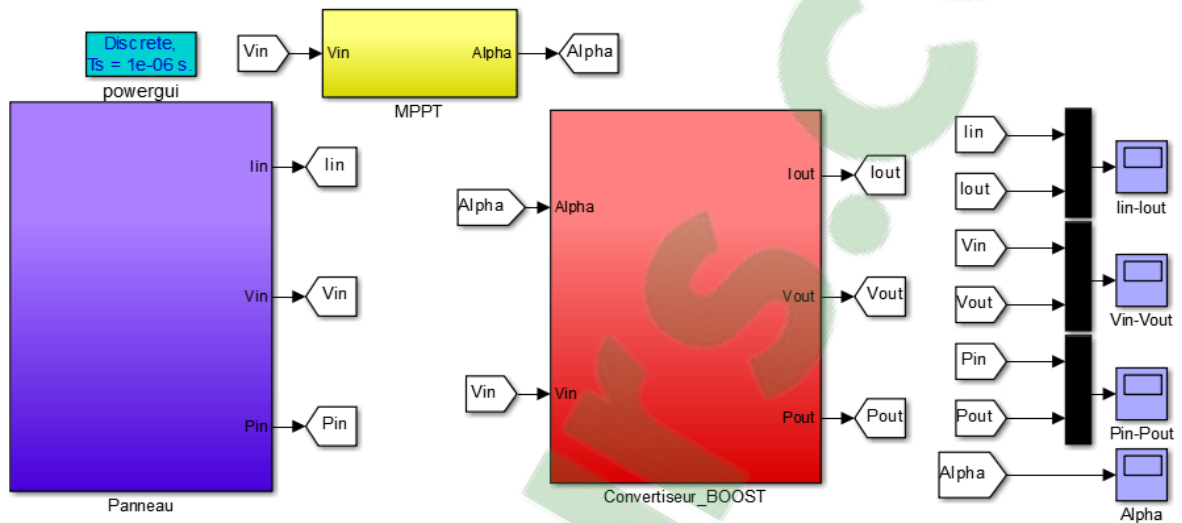 Discrete,
Ts = 1e-06 s.
powergui
Vin
Vin
Alpha
Alpha
MPPT
Iin
Iin
Vin
Vin
Pin
Pin
Panneau
Alpha
Alpha
Vin
Vin
Iout
Iout
Vout
Vout
Pout
Pout
Convertiseur_BOOST
Iin
Iout
Iin-Iout
Vin
Vout
Vin-Vout
Pin
Pout
Pin-Pout
Alpha
Alpha
rs.c